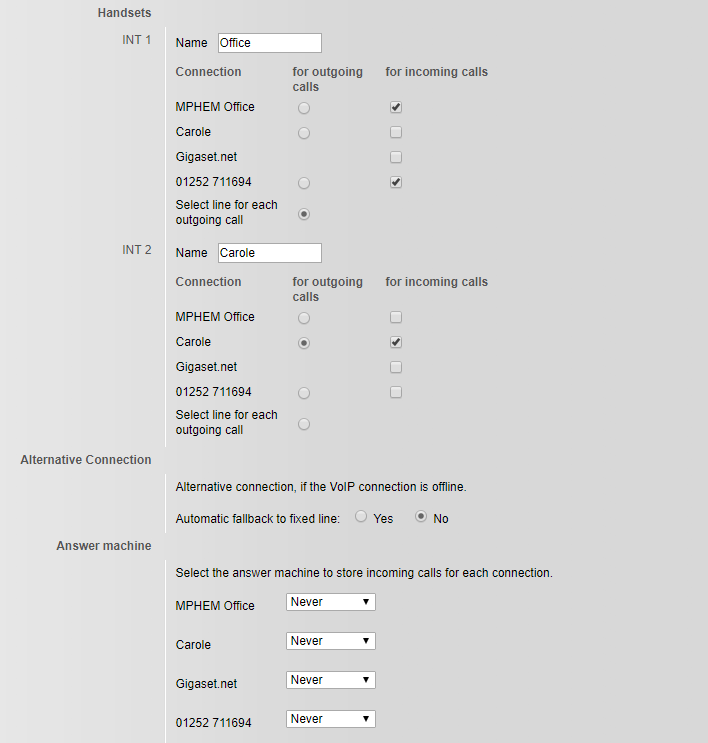 Handsets
INT 1
Name Office
Connection for outgoing calls for incoming calls
MPHEM Office
Carole
Gigaset.net
01252 711694
Select line for each
outgoing call
INT 2
Name Carole
Connection for outgoing calls for incoming calls
MPHEM Office
Carole
Gigaset.net
01252 711694
Select line for each
outgoing call
Alternative Connection
Alternative connection, if the VoIP connection is offline.
Automatic fallback to fixed line: Yes No
Answer machine
Select the answer machine to store incoming calls for each connection.
MPHEM Office Never
Carole Never
Gigaset.net Never
01252 711694 Never